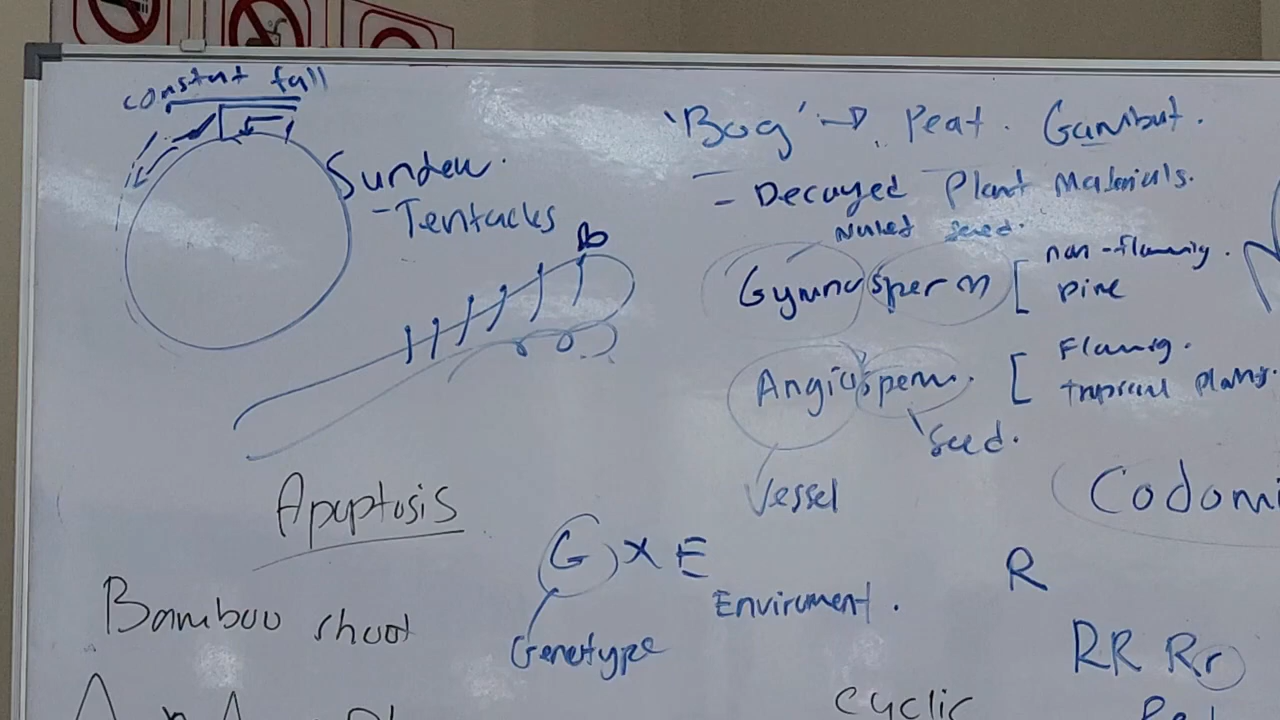 constant fall
Sundew.
- Tentacles
'Bog' → Peat. Gambut.
- Decayed Plant Materials.
Naked seed.
Gymnosperm [ non-flowering.
pine
Angiosperm. [ Flowering.
tropical plants.
Seed.
Vessel
Apoptosis
Codomi
G x E
Enviroment.
Genotype
Bamboo shoot
R
RR Rr
cyclic